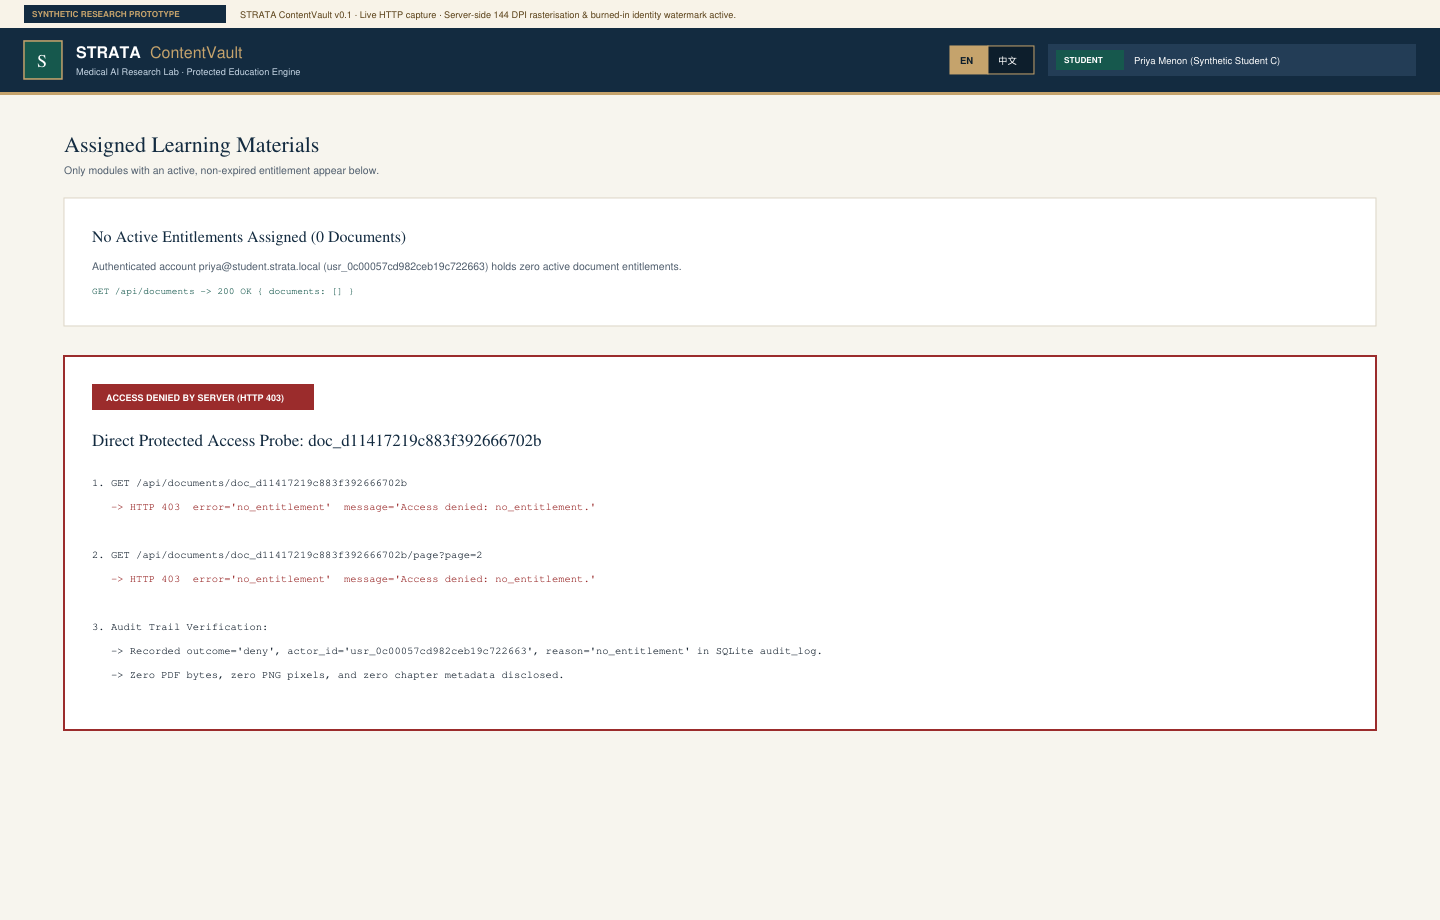 SYNTHETIC RESEARCH PROTOTYPE
STRATA ContentVault v0.1 · Live HTTP capture · Server-side 144 DPI rasterisation & burned-in identity watermark active.
S
STRATA ContentVault
Medical AI Research Lab · Protected Education Engine
EN 中文
STUDENT Priya Menon (Synthetic Student C)
Assigned Learning Materials
Only modules with an active, non-expired entitlement appear below.
No Active Entitlements Assigned (0 Documents)
Authenticated account priya@student.strata.local (usr_0c00057cd982ceb19c722663) holds zero active document entitlements.
GET /api/documents -> 200 OK { documents: [] }
ACCESS DENIED BY SERVER (HTTP 403)
Direct Protected Access Probe: doc_d11417219c883f392666702b
1. GET /api/documents/doc_d11417219c883f392666702b
-> HTTP 403 error='no_entitlement' message='Access denied: no_entitlement.'
2. GET /api/documents/doc_d11417219c883f392666702b/page?page=2
-> HTTP 403 error='no_entitlement' message='Access denied: no_entitlement.'
3. Audit Trail Verification:
-> Recorded outcome='deny', actor_id='usr_0c00057cd982ceb19c722663', reason='no_entitlement' in SQLite audit_log.
-> Zero PDF bytes, zero PNG pixels, and zero chapter metadata disclosed.